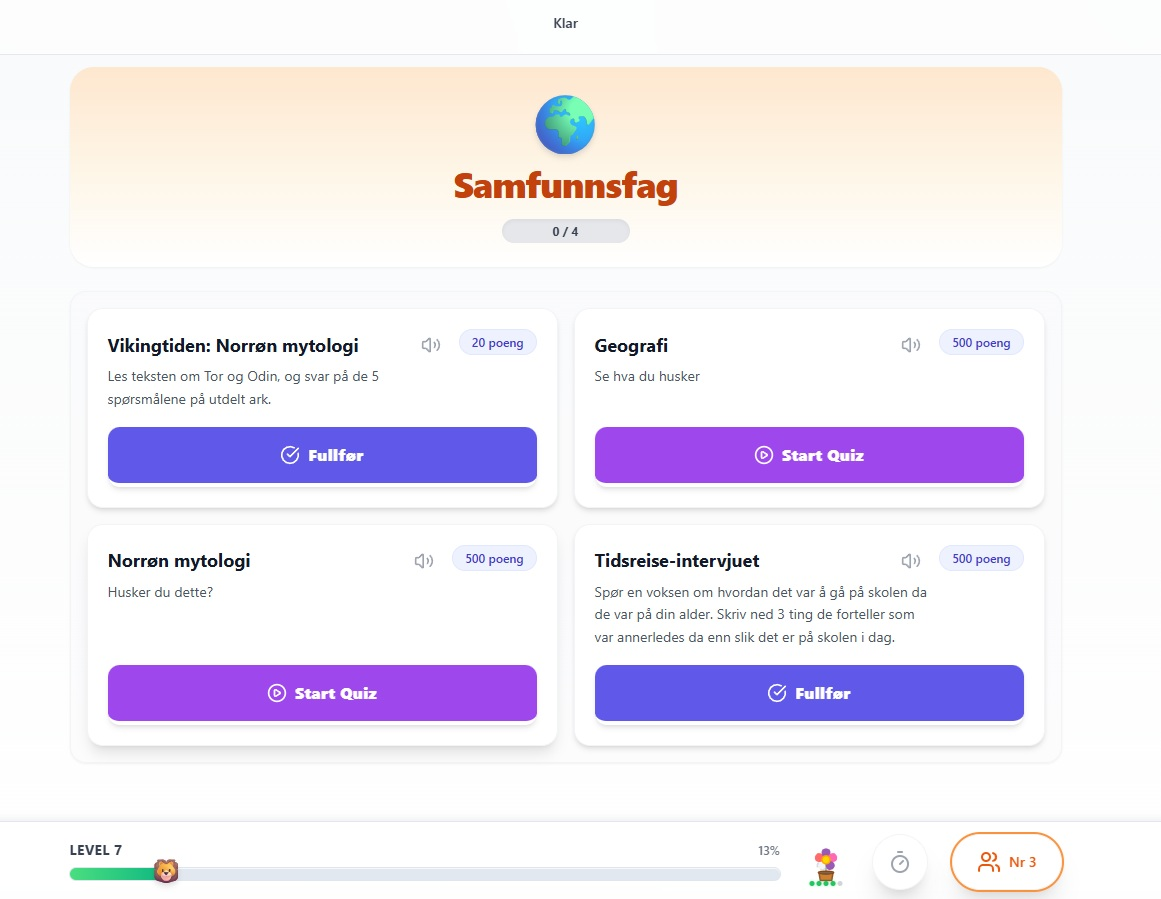 Klar
Samfunnsfag
0 / 4
Vikingtiden: Norrøn mytologi
20 poeng
Les teksten om Tor og Odin, og svar på de 5
spørsmålene på utdelt ark.
Fullfør
Geografi
500 poeng
Se hva du husker
Start Quiz
Norrøn mytologi
500 poeng
Husker du dette?
Start Quiz
Tidsreise-intervjuet
500 poeng
Spør en voksen om hvordan det var å gå på skolen da
de var på din alder. Skriv ned 3 ting de forteller som
var annerledes da enn slik det er på skolen i dag.
Fullfør
LEVEL 7
13%
Nr 3